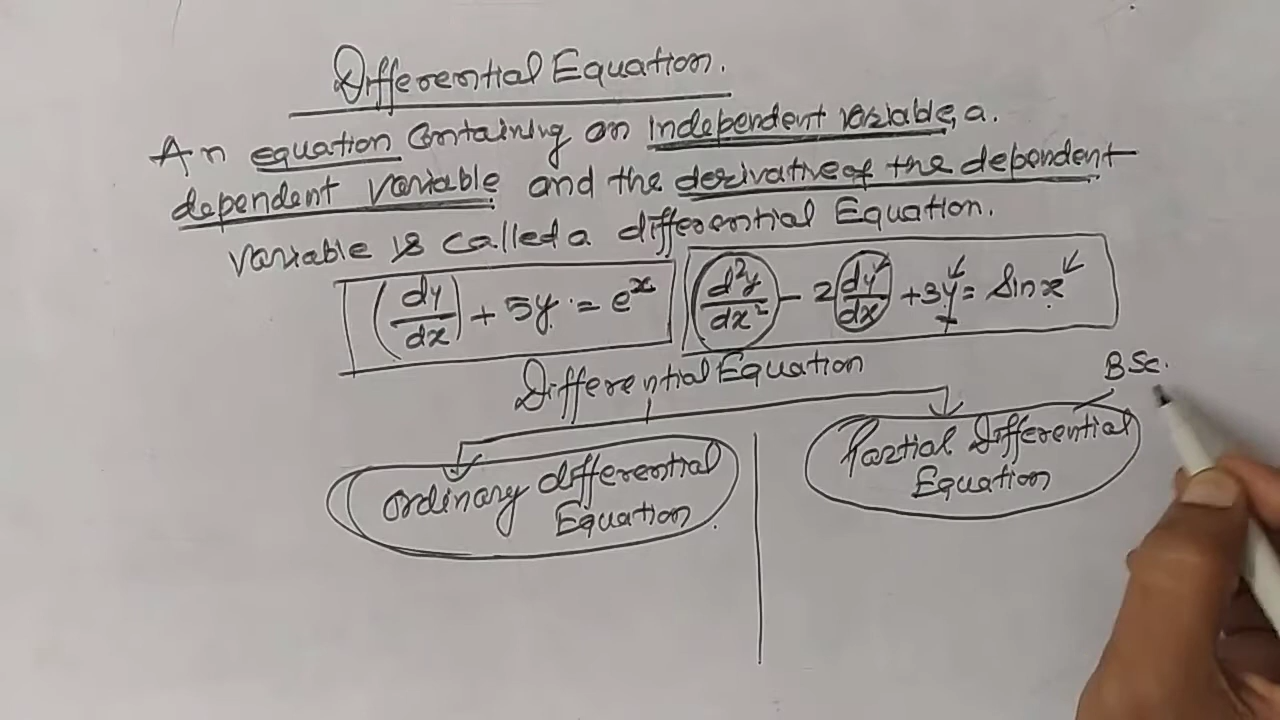 Differential Equation.
An equation containing an independent variable, a.
dependent variable and the derivative of the dependent
variable is called a differential Equation.
(dy/dx) + 5y = e^x   d²y/dx² - 2 dy/dx + 3y = Sin x
Differential Equation
BSc.
Ordinary differential Equation.
Partial Differential Equation